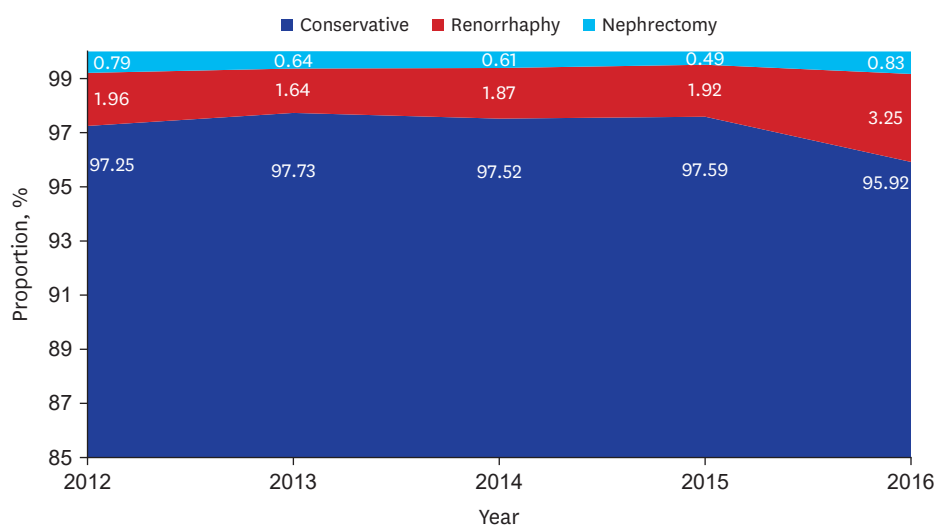 Conservative Renorrhaphy Nephrectomy
Proportion, %
99
97
95
93
91
89
87
85
0.79 0.64 0.61 0.49 0.83
1.96 1.64 1.87 1.92 3.25
97.25 97.73 97.52 97.59 95.92
2012 2013 2014 2015 2016
Year